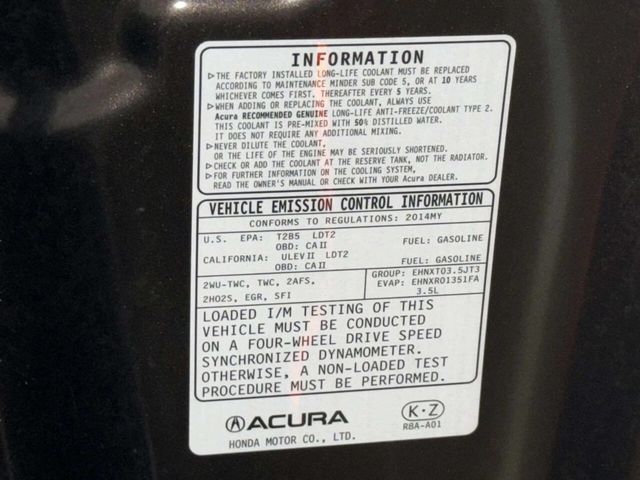 INFORMATION
▷THE FACTORY INSTALLED LONG-LIFE COOLANT MUST BE REPLACED
ACCORDING TO MAINTENANCE MINDER SUB CODE 5, OR AT 10 YEARS
WHICHEVER COMES FIRST. THEREAFTER EVERY 5 YEARS.
▷WHEN ADDING OR REPLACING THE COOLANT, ALWAYS USE
Acura RECOMMENDED GENUINE LONG-LIFE ANTI-FREEZE/COOLANT TYPE 2.
THIS COOLANT IS PRE-MIXED WITH 50% DISTILLED WATER.
IT DOES NOT REQUIRE ANY ADDITIONAL MIXING.
▷NEVER DILUTE THE COOLANT,
OR THE LIFE OF THE ENGINE MAY BE SERIOUSLY SHORTENED.
▷CHECK OR ADD THE COOLANT AT THE RESERVE TANK, NOT THE RADIATOR.
▷FOR FURTHER INFORMATION ON THE COOLING SYSTEM,
READ THE OWNER'S MANUAL OR CHECK WITH YOUR Acura DEALER.
VEHICLE EMISSION CONTROL INFORMATION
CONFORMS TO REGULATIONS: 2014MY
U.S. EPA: T2B5 LDT2 FUEL: GASOLINE
OBD: CAII
CALIFORNIA: ULEVII LDT2 FUEL: GASOLINE
OBD: CAII
2WU-TWC, TWC, 2AFS,
2HO2S, EGR, SFI
GROUP: EHNXT03.5JT3
EVAP: EHNXR01351FA
3.5L
LOADED I/M TESTING OF THIS
VEHICLE MUST BE CONDUCTED
ON A FOUR-WHEEL DRIVE SPEED
SYNCHRONIZED DYNAMOMETER.
OTHERWISE, A NON-LOADED TEST
PROCEDURE MUST BE PERFORMED.
ACURA
HONDA MOTOR CO., LTD.
K·Z
R8A-A01